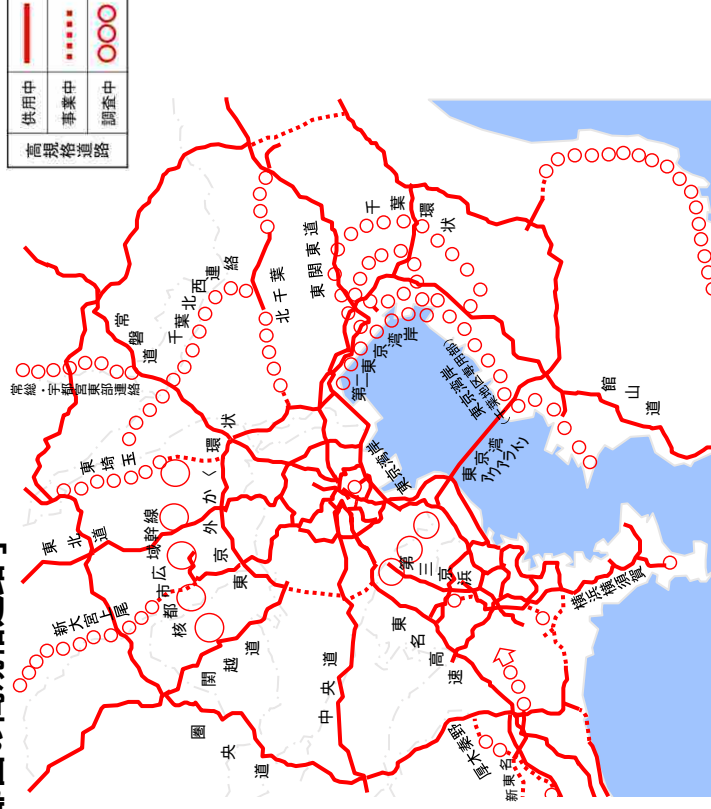 高規格道路
供用中
事業中
調査中
常総・宇都宮東部連絡
常磐道
千葉北西連絡
北千葉
東関東道
千葉環状
第二東京湾岸
東京湾岸
(千葉地区専用部)
館山道
東京湾
アクアライン
東京湾岸
東埼玉
東北道
東京外かく環状
核都市広域幹線
新大宮上尾
関越道
圏央道
中央道
東名高速
第三京浜
横浜横須賀
厚木秦野
新東名